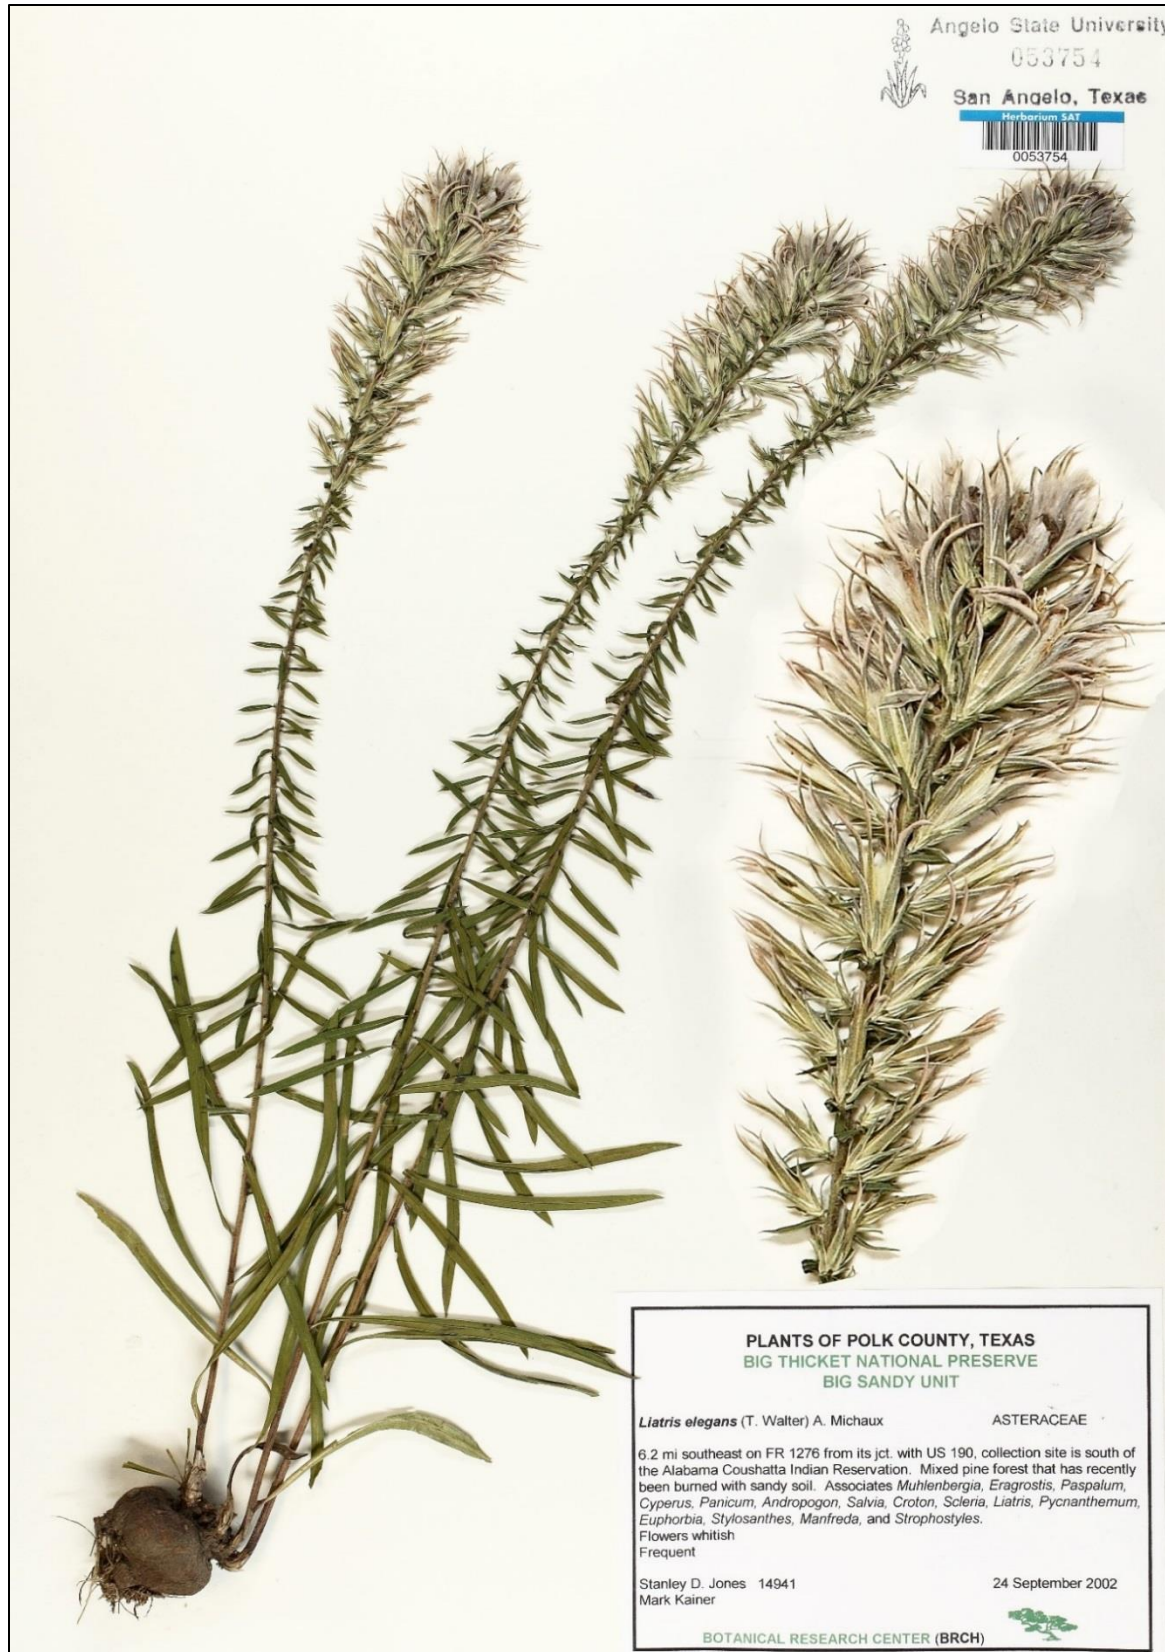 Angelo State University
053754
San Angelo, Texas
Herbarium SAT
0053754
PLANTS OF POLK COUNTY, TEXAS
BIG THICKET NATIONAL PRESERVE
BIG SANDY UNIT
Liatris elegans (T. Walter) A. Michaux ASTERACEAE
6.2 mi southeast on FR 1276 from its jct. with US 190, collection site is south of
the Alabama Coushatta Indian Reservation. Mixed pine forest that has recently
been burned with sandy soil. Associates Muhlenbergia, Eragrostis, Paspalum,
Cyperus, Panicum, Andropogon, Salvia, Croton, Scleria, Liatris, Pycnanthemum,
Euphorbia, Stylosanthes, Manfreda, and Strophostyles.
Flowers whitish
Frequent
Stanley D. Jones 14941 24 September 2002
Mark Kainer
BOTANICAL RESEARCH CENTER (BRCH)